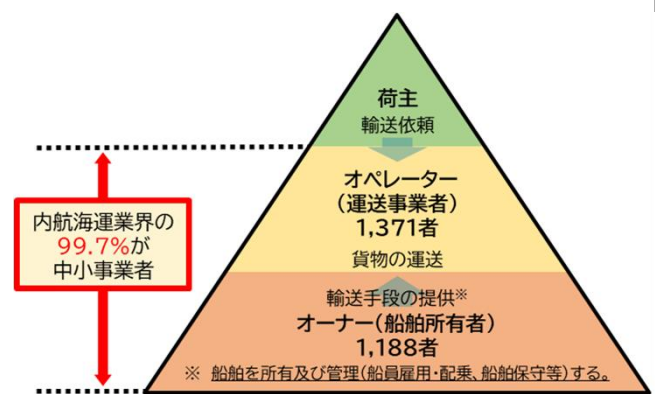 荷主
輸送依頼
オペレーター
(運送事業者)
1,371者
貨物の運送
内航海運業界の
99.7%が
中小事業者
輸送手段の提供※
オーナー(船舶所有者)
1,188者
※ 船舶を所有及び管理(船員雇用・配乗、船舶保守等)する。